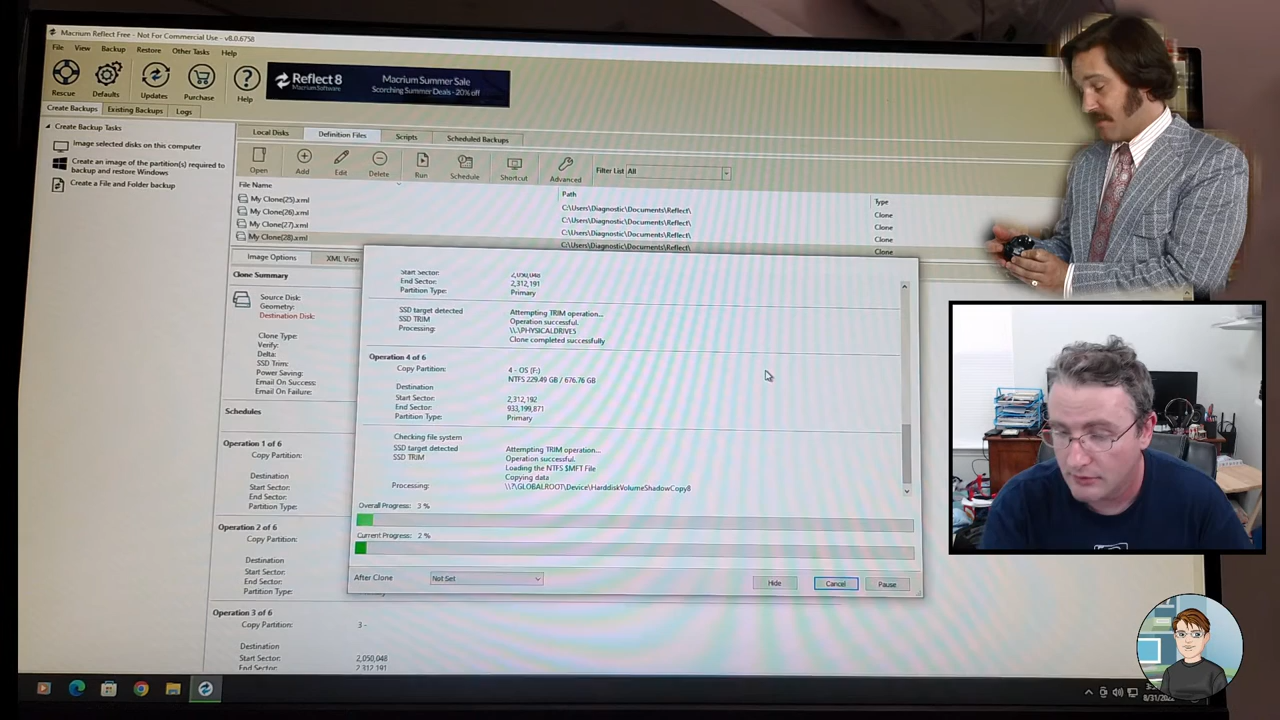 Macrium Reflect Free - Not For Commercial Use - v8.0.6758
File View Backup Restore Other Tasks Help
Rescue Defaults Updates Purchase Help
Reflect 8
Macrium Software
Macrium Summer Sale
Scorching Summer Deals - 20% off
Create Backups Existing Backups Logs
Create Backup Tasks
Image selected disks on this computer
Create an image of the partition(s) required to backup and restore Windows
Create a File and Folder backup
Local Disks Definition Files Scripts Scheduled Backups
Open Add Edit Delete Run Schedule Shortcut Advanced Filter List All
File Name Path Type
My Clone(25).xml C:\Users\Diagnostic\Documents\Reflect\ Clone
My Clone(26).xml C:\Users\Diagnostic\Documents\Reflect\ Clone
My Clone(27).xml C:\Users\Diagnostic\Documents\Reflect\ Clone
My Clone(28).xml C:\Users\Diagnostic\Documents\Reflect\ Clone
Image Options XML View
Clone Summary
Source Disk:
Geometry:
Destination Disk:
Clone Type:
Verify:
Delta:
SSD Trim:
Power Saving:
Email On Success:
Email On Failure:
Schedules
Operation 1 of 6
Copy Partition:
Destination
Start Sector:
End Sector:
Partition Type:
Operation 2 of 6
Copy Partition:
Destination
Start Sector:
End Sector:
Partition Type:
Operation 3 of 6
Copy Partition: 3 -
Destination
Start Sector: 2,050,048
End Sector: 2,312,191
Start Sector: 2,050,048
End Sector: 2,312,191
Partition Type: Primary
SSD target detected Attempting TRIM operation...
SSD TRIM Operation successful.
Processing: \\.\PHYSICALDRIVE5
Clone completed successfully
Operation 4 of 6
Copy Partition: 4 - OS (F:)
NTFS 229.49 GB / 676.76 GB
Destination
Start Sector: 2,312,192
End Sector: 933,199,871
Partition Type: Primary
Checking file system
SSD target detected Attempting TRIM operation...
SSD TRIM Operation successful.
Loading the NTFS $MFT File
Copying data
Processing: \\?\GLOBALROOT\Device\HarddiskVolumeShadowCopy8
Overall Progress: 3 %
Current Progress: 2 %
After Clone Not Set Hide Cancel Pause